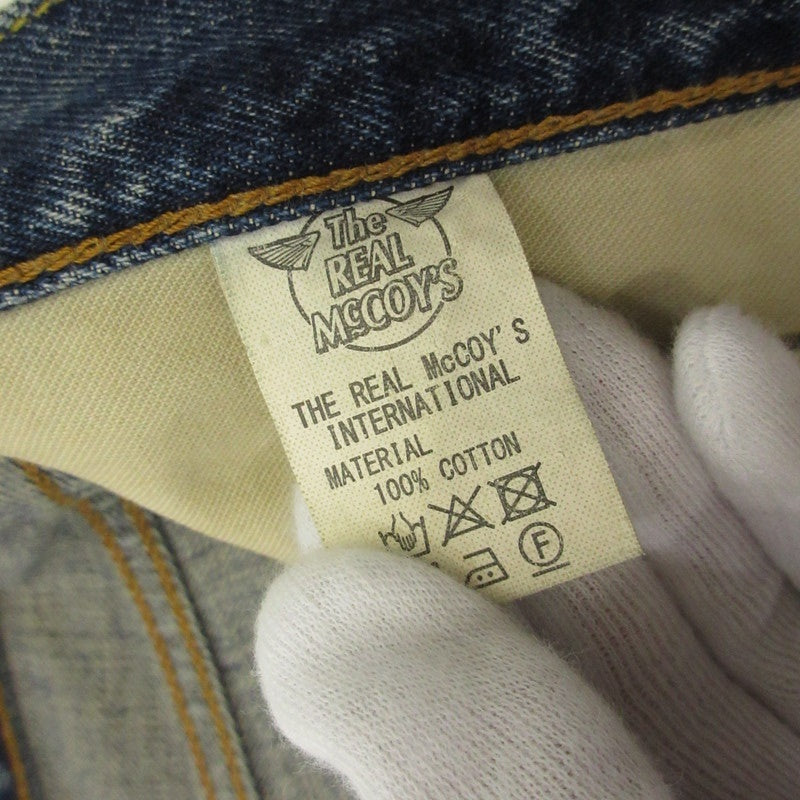 The
REAL
McCOY'S
THE REAL McCOY'S
INTERNATIONAL
MATERIAL
100% COTTON
F